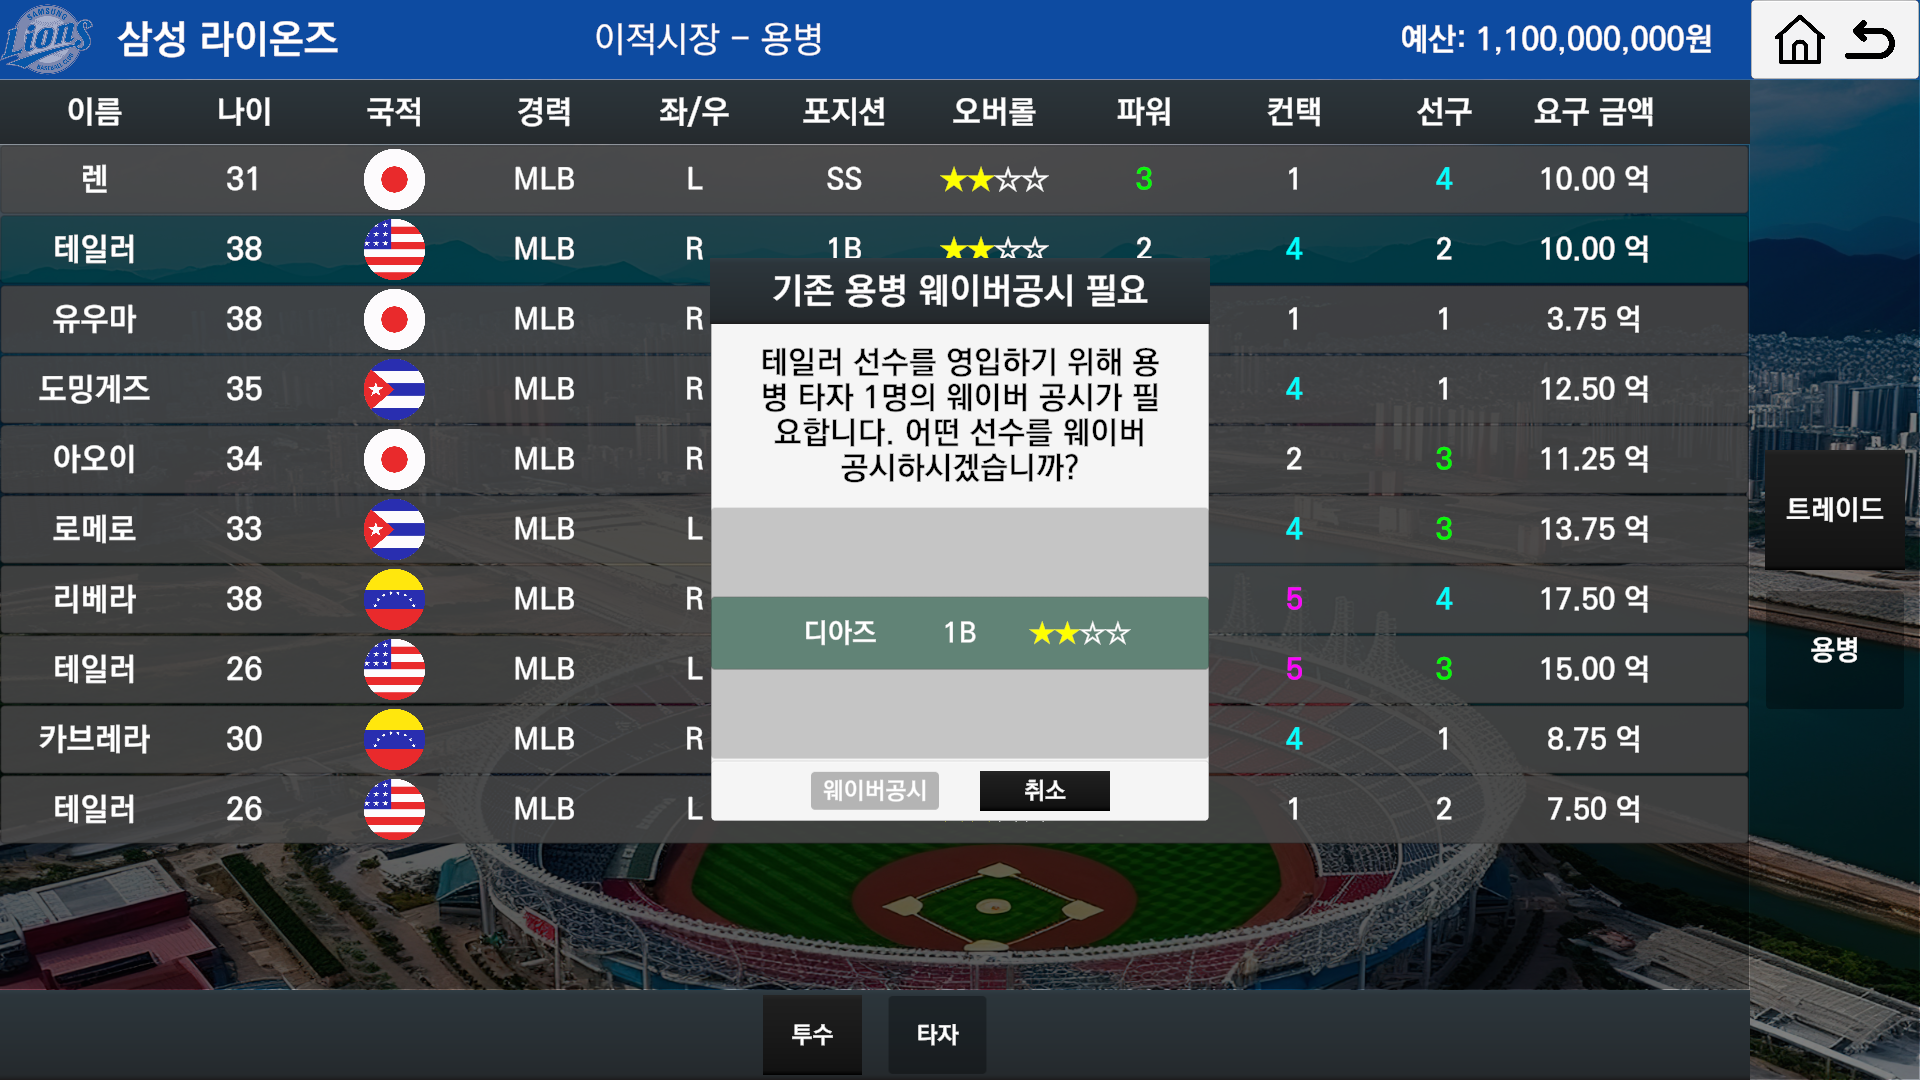 SAMSUNG
Lions
삼성 라이온즈
이적시장 - 용병
예산: 1,100,000,000원
이름 나이 국적 경력 좌/우 포지션 오버롤 파워 컨택 선구 요구 금액
렌 31 MLB L SS ★★☆☆ 3 1 4 10.00 억
테일러 38 MLB R 1B ★★☆☆ 2 4 2 10.00 억
유우마 38 MLB R 1 1 3.75 억
도밍게즈 35 MLB R 4 1 12.50 억
아오이 34 MLB R 2 3 11.25 억
로메로 33 MLB L 4 3 13.75 억
리베라 38 MLB R 5 4 17.50 억
테일러 26 MLB L 5 3 15.00 억
카브레라 30 MLB R 4 1 8.75 억
테일러 26 MLB L 1 2 7.50 억
기존 용병 웨이버공시 필요
테일러 선수를 영입하기 위해 용
병 타자 1명의 웨이버 공시가 필
요합니다. 어떤 선수를 웨이버
공시하시겠습니까?
디아즈 1B ★★☆☆
웨이버공시 취소
트레이드
용병
투수 타자